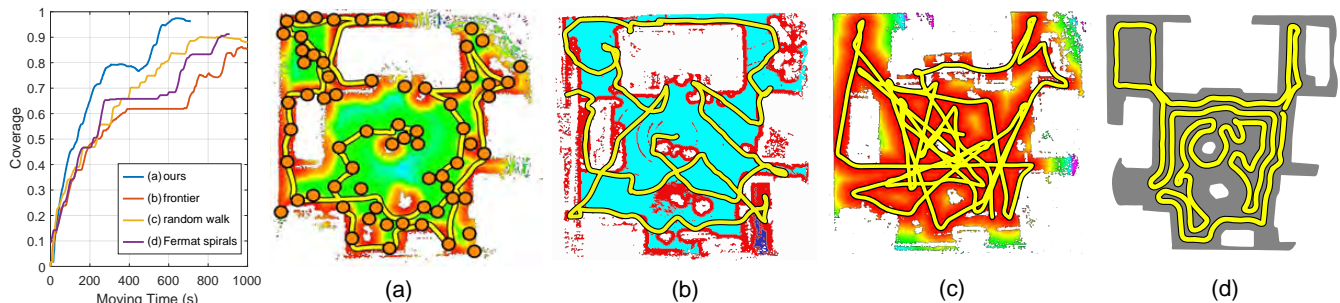 1
0.9
0.8
0.7
0.6
0.5
0.4
0.3
0.2
0.1
0
Coverage
(a) ours
(b) frontier
(c) random walk
(d) Fermat spirals
0 200 400 600 800 1000
Moving Time (s)
(a) (b) (c) (d)